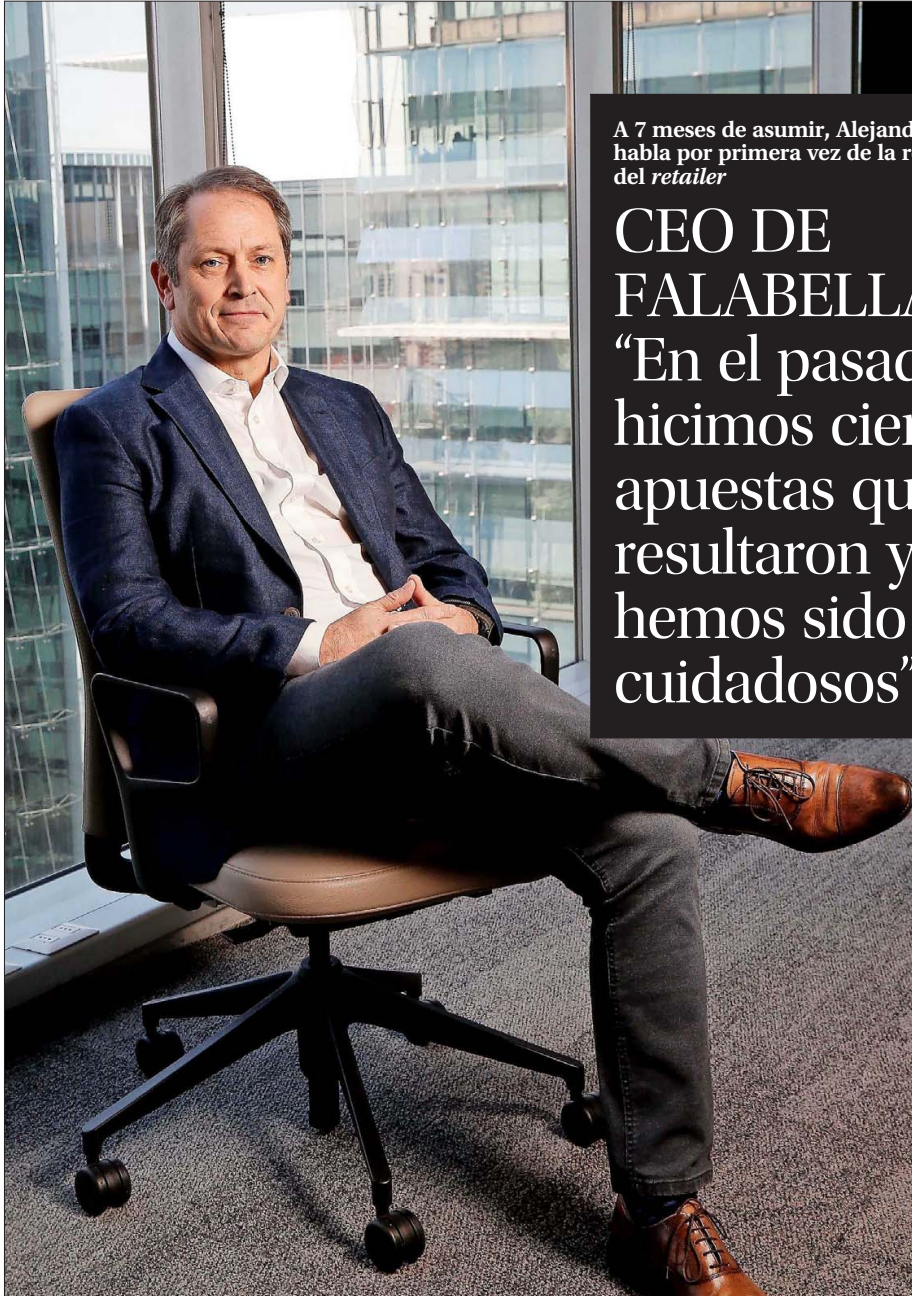 A 7 meses de asumir, Alejand
habla por primera vez de la r
del retailer
CEO DE
FALABELLA
“En el pasad
hicimos cier
apuestas qu
resultaron y
hemos sido
cuidadosos”